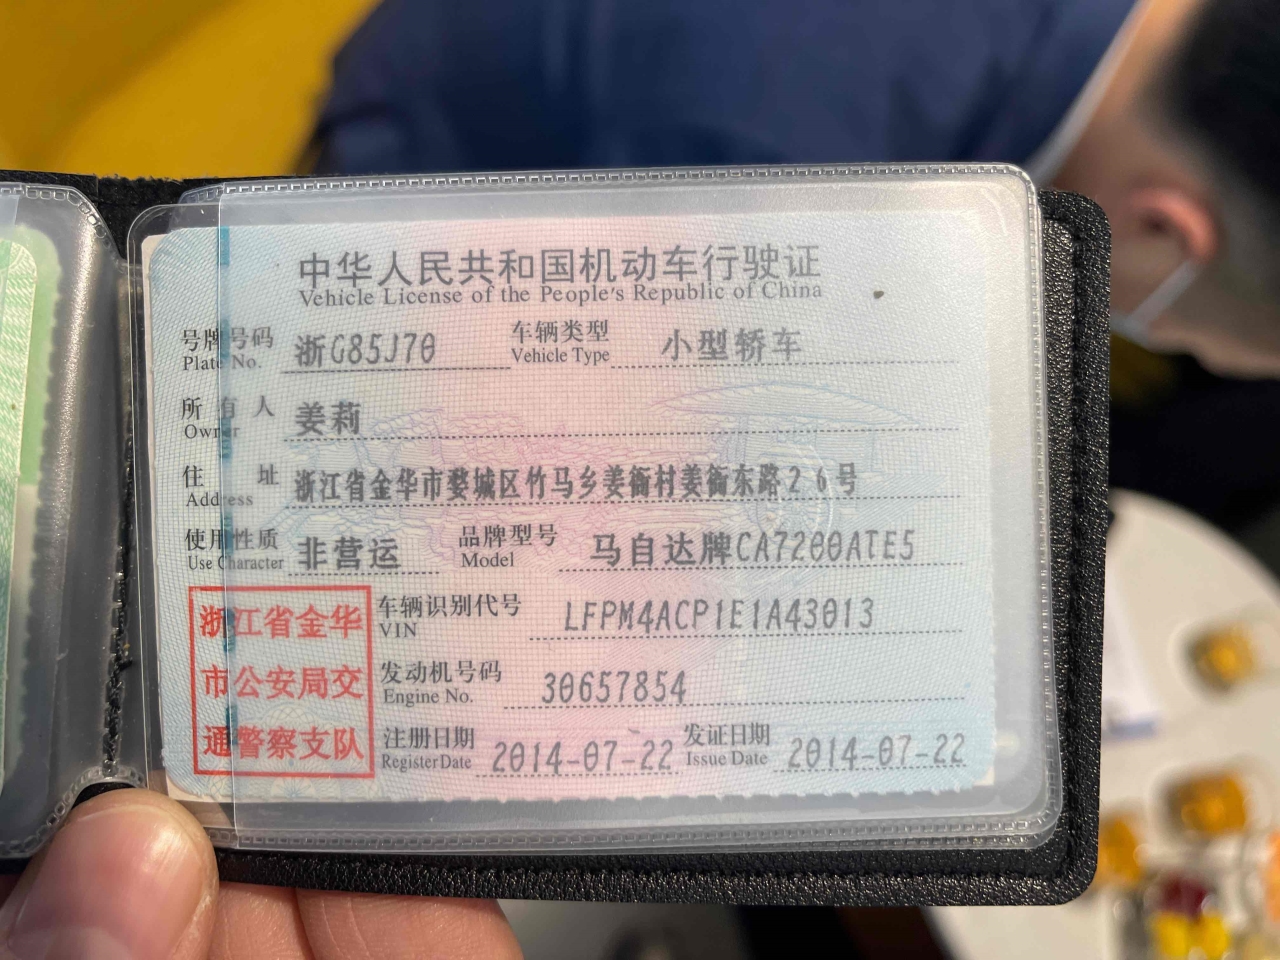 中华人民共和国机动车行驶证
Vehicle License of the People's Republic of China
号牌号码 浙G85J70 车辆类型 小型轿车
Plate No. Vehicle Type
所有人 姜莉
Owner
住址 浙江省金华市婺城区竹马乡姜衙村姜衙东路26号
Address
使用性质 非营运 品牌型号 马自达牌CA7200ATE5
Use Character Model
浙江省金华
市公安局交
通警察支队
车辆识别代号 LFPM4ACP1E1A43013
VIN
发动机号码 30657854
Engine No.
注册日期 2014-07-22 发证日期 2014-07-22
Register Date Issue Date